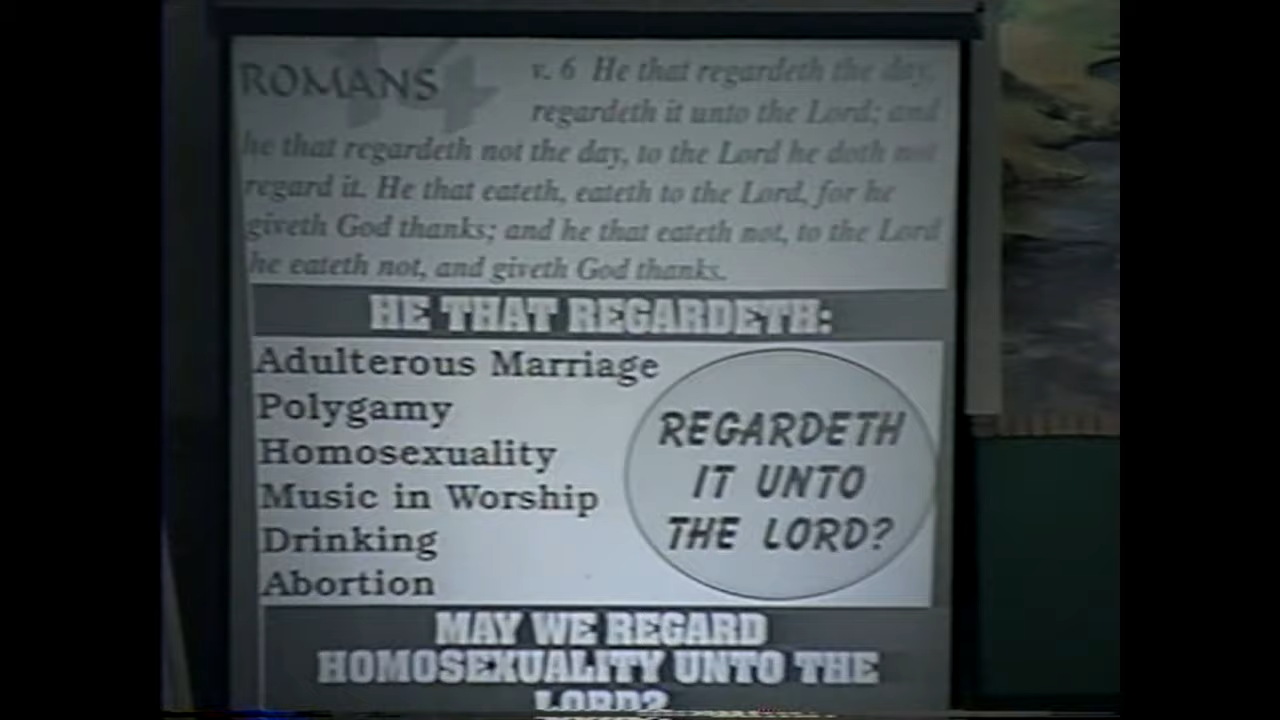 ROMANS 14
v. 6 He that regardeth the day,
regardeth it unto the Lord; and
he that regardeth not the day, to the Lord he doth not
regard it. He that eateth, eateth to the Lord, for he
giveth God thanks; and he that eateth not, to the Lord
he eateth not, and giveth God thanks.
HE THAT REGARDETH:
Adulterous Marriage
Polygamy
Homosexuality
Music in Worship
Drinking
Abortion
REGARDETH
IT UNTO
THE LORD?
MAY WE REGARD
HOMOSEXUALITY UNTO THE
LORD?